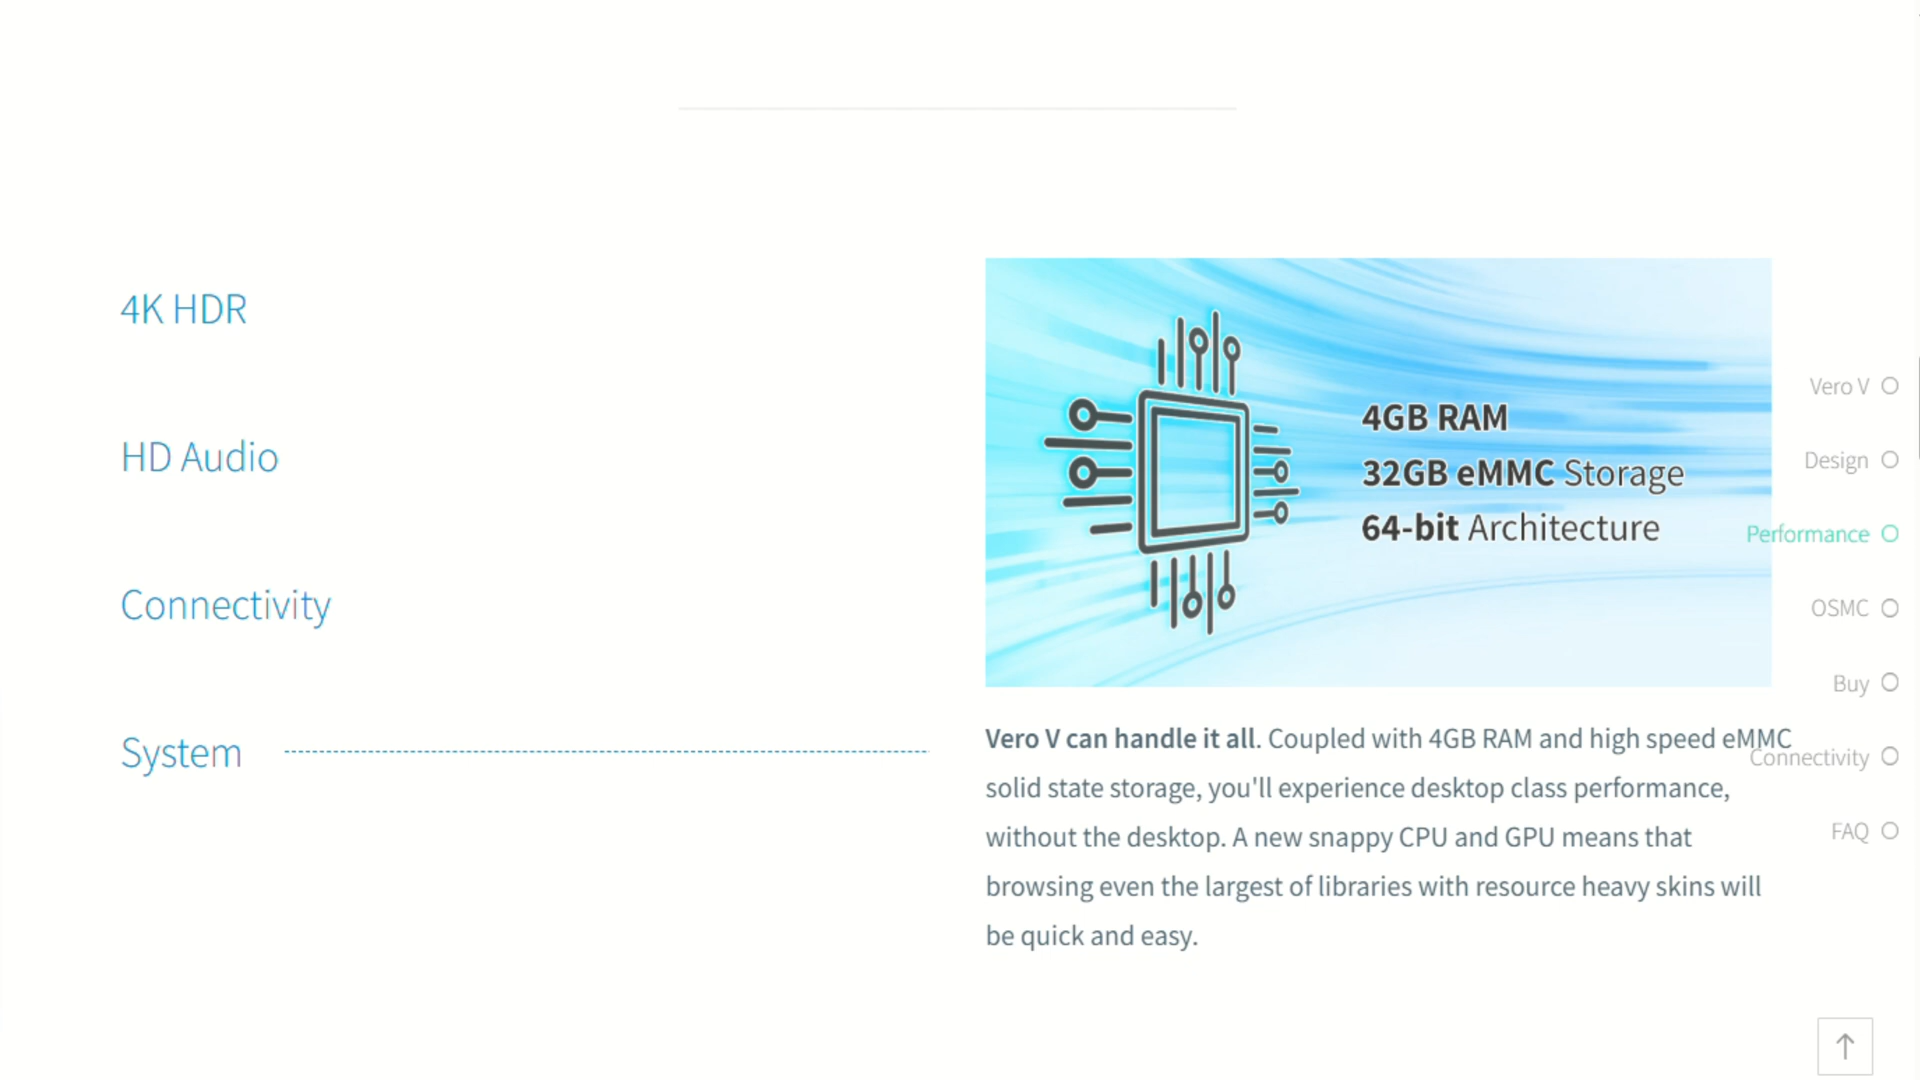 4K HDR
HD Audio
Connectivity
System
4GB RAM
32GB eMMC Storage
64-bit Architecture
Vero V can handle it all. Coupled with 4GB RAM and high speed eMMC
solid state storage, you'll experience desktop class performance,
without the desktop. A new snappy CPU and GPU means that
browsing even the largest of libraries with resource heavy skins will
be quick and easy.
Vero V
Design
Performance
OSMC
Buy
Connectivity
FAQ